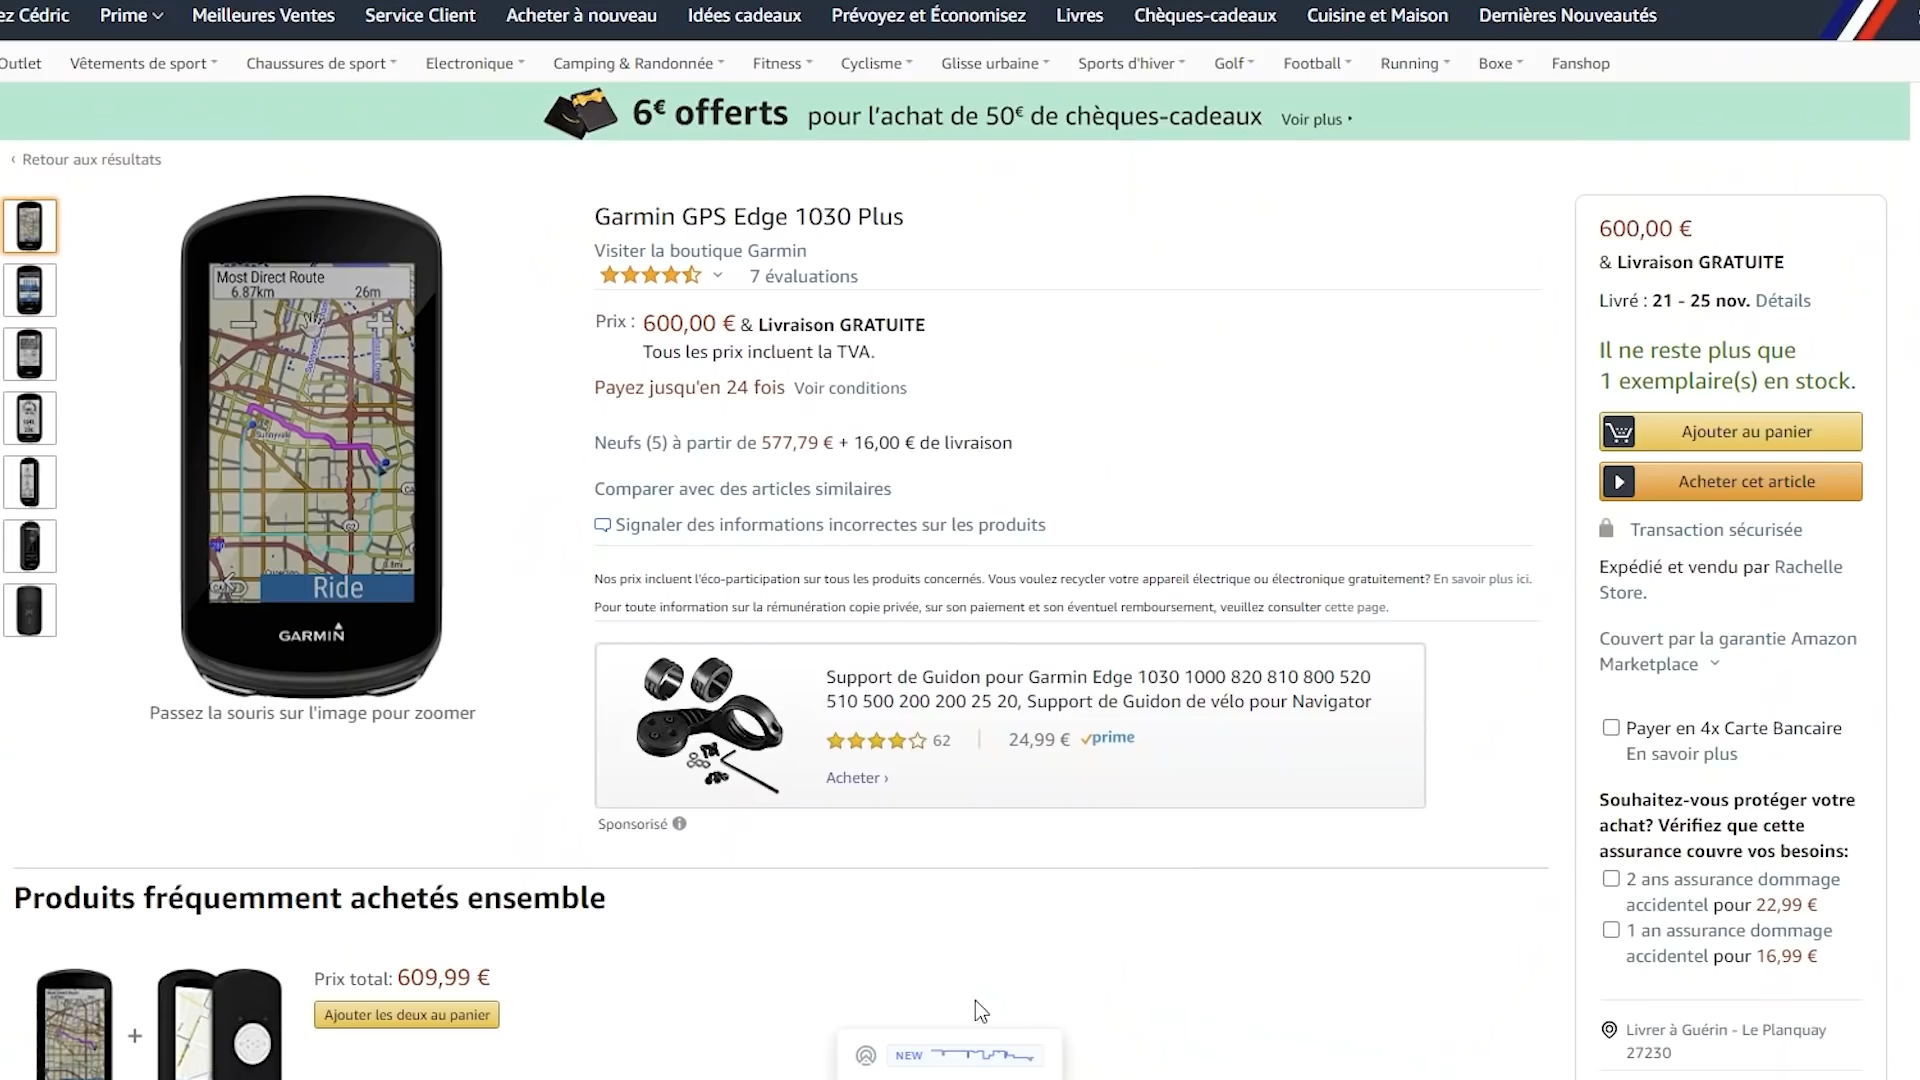 ez Cédric Prime Meilleures Ventes Service Client Acheter à nouveau Idées cadeaux Prévoyez et Économisez Livres Chèques-cadeaux Cuisine et Maison Dernières Nouveautés
Outlet Vêtements de sport Chaussures de sport Electronique Camping & Randonnée Fitness Cyclisme Glisse urbaine Sports d'hiver Golf Football Running Boxe Fanshop
6€ offerts pour l'achat de 50€ de chèques-cadeaux Voir plus
‹ Retour aux résultats
Most Direct Route
6.87km 26m
Sunnyvale
Ride
GARMIN
Passez la souris sur l'image pour zoomer
Garmin GPS Edge 1030 Plus
Visiter la boutique Garmin
7 évaluations
Prix : 600,00 € & Livraison GRATUITE
Tous les prix incluent la TVA.
Payez jusqu'en 24 fois Voir conditions
Neufs (5) à partir de 577,79 € + 16,00 € de livraison
Comparer avec des articles similaires
Signaler des informations incorrectes sur les produits
Nos prix incluent l'éco-participation sur tous les produits concernés. Vous voulez recycler votre appareil électrique ou électronique gratuitement? En savoir plus ici.
Pour toute information sur la rémunération copie privée, sur son paiement et son éventuel remboursement, veuillez consulter cette page.
Support de Guidon pour Garmin Edge 1030 1000 820 810 800 520
510 500 200 200 25 20, Support de Guidon de vélo pour Navigator
62 24,99 € prime
Acheter ›
Sponsorisé
600,00 €
& Livraison GRATUITE
Livré : 21 - 25 nov. Détails
Il ne reste plus que
1 exemplaire(s) en stock.
Ajouter au panier
Acheter cet article
Transaction sécurisée
Expédié et vendu par Rachelle
Store.
Couvert par la garantie Amazon
Marketplace
Payer en 4x Carte Bancaire
En savoir plus
Souhaitez-vous protéger votre
achat? Vérifiez que cette
assurance couvre vos besoins:
2 ans assurance dommage
accidentel pour 22,99 €
1 an assurance dommage
accidentel pour 16,99 €
Livrer à Guérin - Le Planquay
27230
Produits fréquemment achetés ensemble
Prix total: 609,99 €
Ajouter les deux au panier
+
NEW